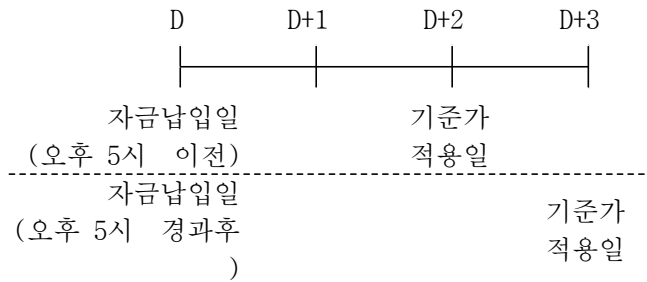 D D+1 D+2 D+3
자금납입일 기준가
(오후 5시 이전) 적용일
자금납입일
(오후 5시 경과후
)
기준가
적용일